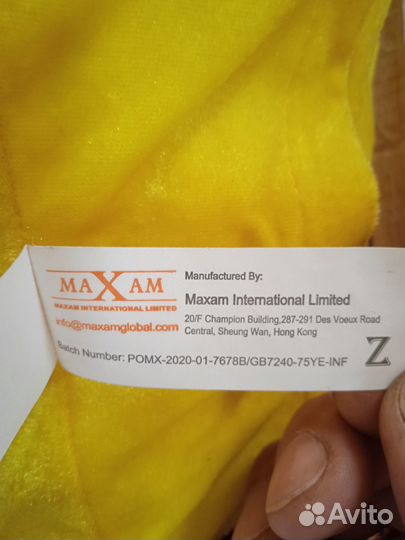 MAXAM
MAXAM INTERNATIONAL LIMITED
info@maxamglobal.com
Manufactured By:
Maxam International Limited
20/F Champion Building,287-291 Des Voeux Road
Central, Sheung Wan, Hong Kong
Batch Number: POMX-2020-01-7678B/GB7240-75YE-INF
Z
Avito